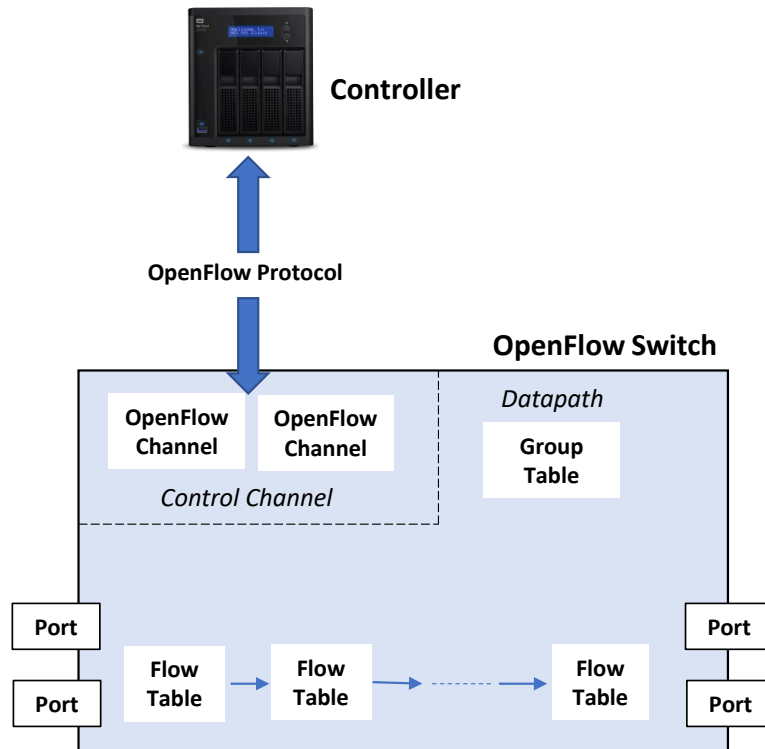 Controller
OpenFlow Protocol
OpenFlow Switch
OpenFlow
Channel
OpenFlow
Channel
Datapath
Group
Table
Control Channel
Port
Port
Flow
Table
Flow
Table
Flow
Table
Port
Port